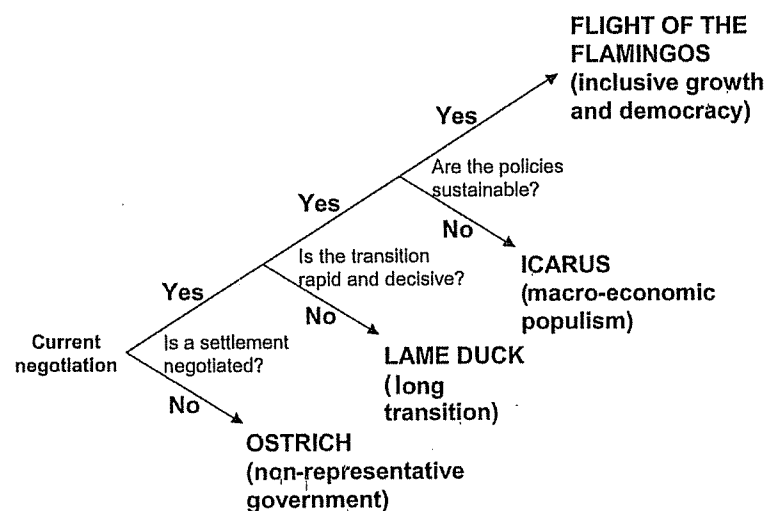 FLIGHT OF THE
FLAMINGOS
(inclusive growth
and democracy)
Yes
Are the policies
sustainable?
Yes
No
Is the transition
rapid and decisive?
ICARUS
(macro-economic
populism)
Yes
No
Current
negotiation
Is a settlement
negotiated?
LAME DUCK
(long
transition)
No
OSTRICH
(non-representative
government)